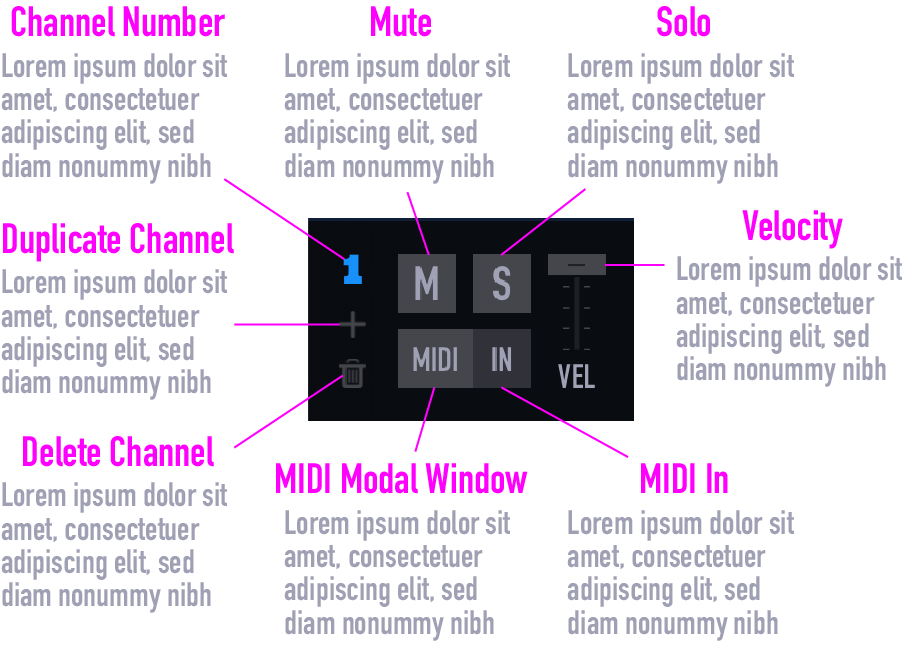 Channel Number
Lorem ipsum dolor sit
amet, consectetuer
adipiscing elit, sed
diam nonummy nibh
Mute
Lorem ipsum dolor sit
amet, consectetuer
adipiscing elit, sed
diam nonummy nibh
Solo
Lorem ipsum dolor sit
amet, consectetuer
adipiscing elit, sed
diam nonummy nibh
Duplicate Channel
Lorem ipsum dolor sit
amet, consectetuer
adipiscing elit, sed
diam nonummy nibh
1
M
S
MIDI
IN
VEL
Velocity
Lorem ipsum dolor sit
amet, consectetuer
adipiscing elit, sed
diam nonummy nibh
Delete Channel
Lorem ipsum dolor sit
amet, consectetuer
adipiscing elit, sed
diam nonummy nibh
MIDI Modal Window
Lorem ipsum dolor sit
amet, consectetuer
adipiscing elit, sed
diam nonummy nibh
MIDI In
Lorem ipsum dolor sit
amet, consectetuer
adipiscing elit, sed
diam nonummy nibh